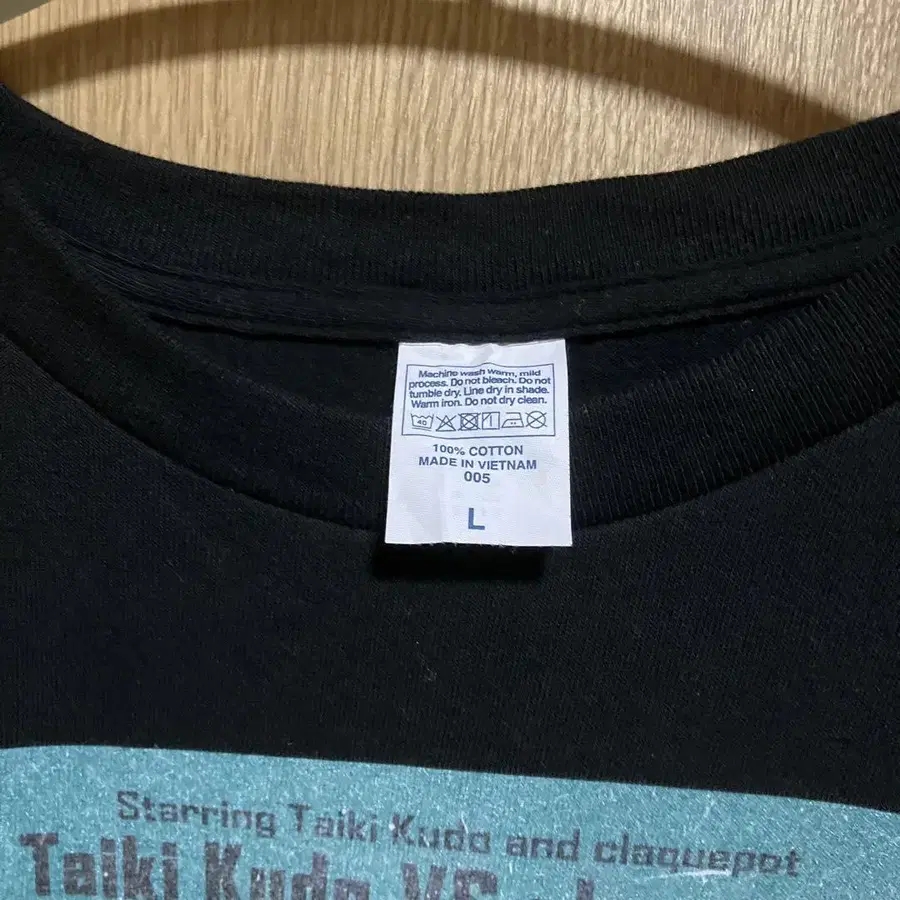 Machine wash warm, mild
process. Do not bleach. Do not
tumble dry. Line dry in shade.
Warm iron. Do not dry clean.
40
100% COTTON
MADE IN VIETNAM
005
L
Starring Taiki Kudo and claquepot
Taiki Kudo VS